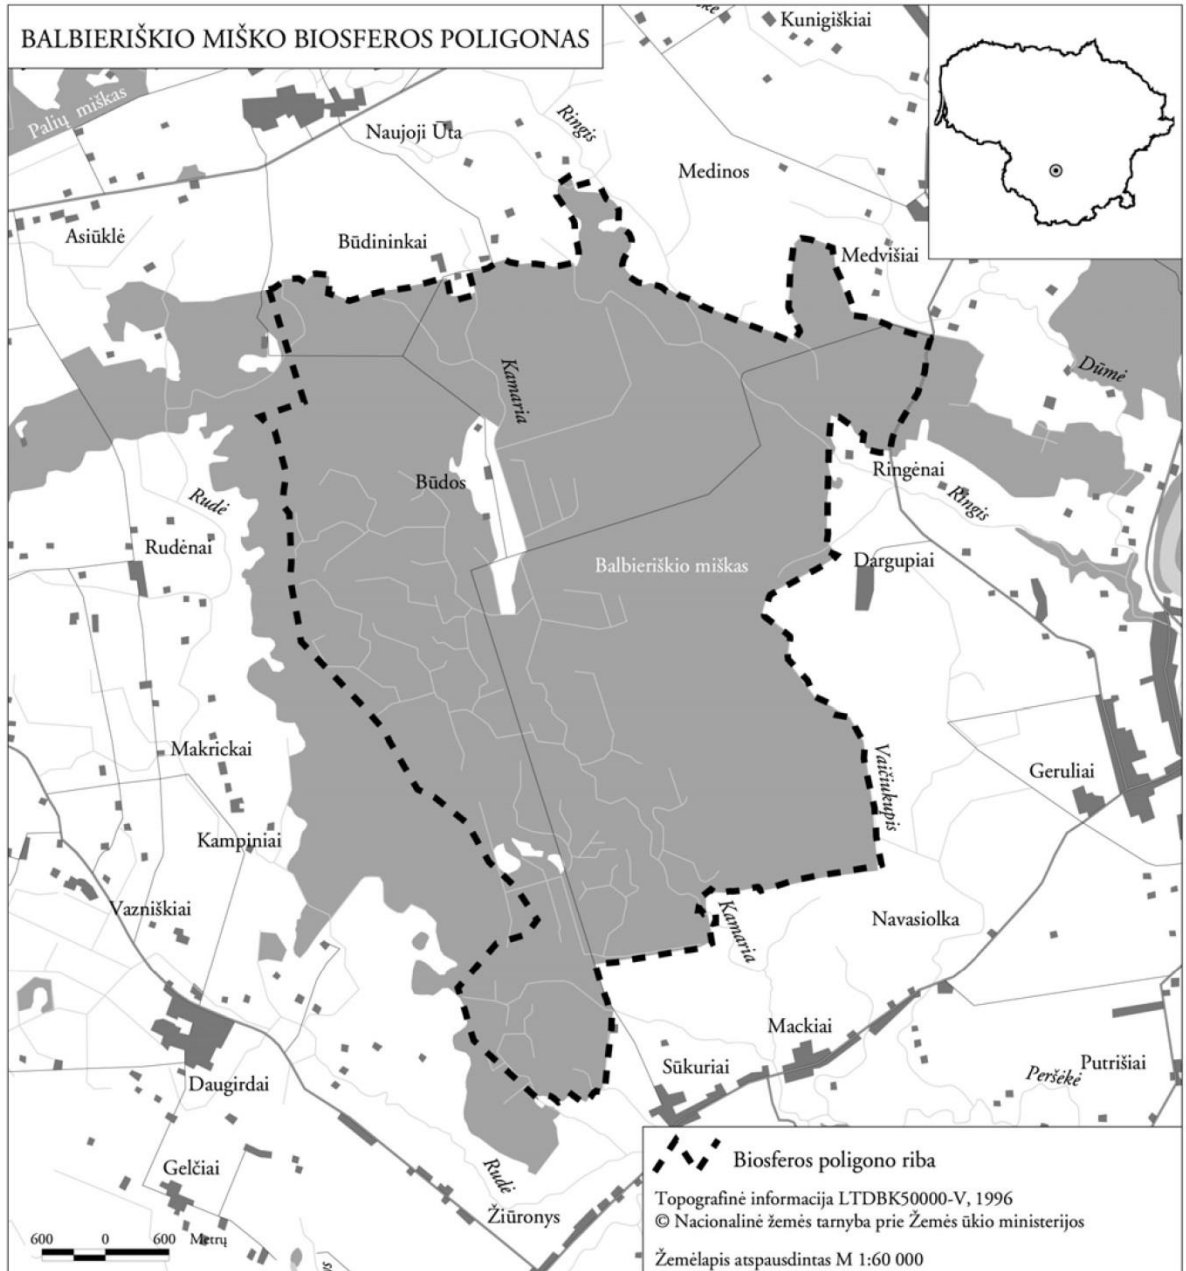 BALBIERIŠKIO MIŠKO BIOSFEROS POLIGONAS
Kunigiškiai
Palių miškas
Naujoji Ūta
Ringis
Medinos
Asiūklė
Būdininkai
Medvišiai
Kamaria
Dūmė
Būdos
Ringėnai
Rudė
Ringis
Rudėnai
Balbieriškio miškas
Dargupiai
Makrickai
Vaičiukupis
Geruliai
Kampiniai
Vazniškiai
Kamaria
Navasiolka
Mackiai
Sūkuriai
Peršėkė
Putrišiai
Daugirdai
Gelčiai
Rudė
Žiūronys
600 0 600 Metrų
Biosferos poligono riba
Topografinė informacija LTDBK50000-V, 1996
© Nacionalinė žemės tarnyba prie Žemės ūkio ministerijos
Žemėlapis atspausdintas M 1:60 000